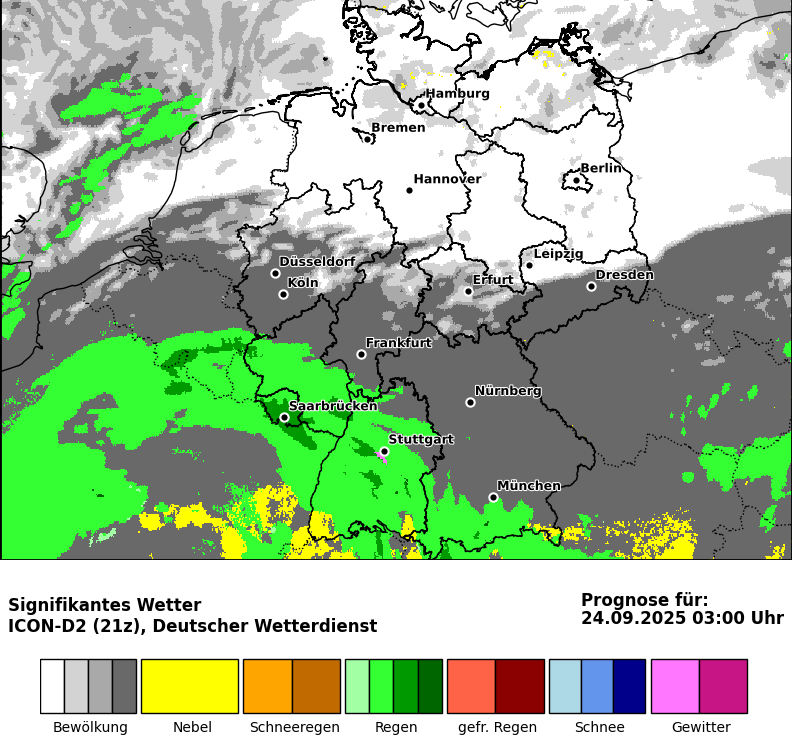 Hamburg
Bremen
Berlin
Hannover
Leipzig
Düsseldorf
Dresden
Erfurt
Köln
Frankfurt
Nürnberg
Saarbrücken
Stuttgart
München
Signifikantes Wetter
ICON-D2 (21z), Deutscher Wetterdienst
Prognose für:
24.09.2025 03:00 Uhr
Bewölkung Nebel Schneeregen Regen gefr. Regen Schnee Gewitter